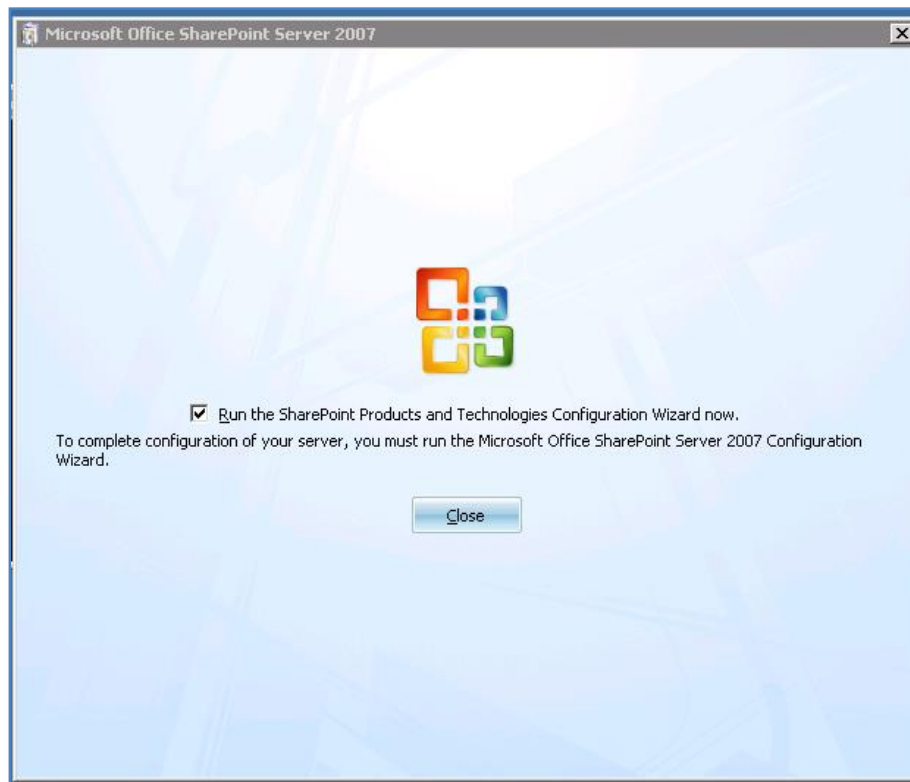 Microsoft Office SharePoint Server 2007
Run the SharePoint Products and Technologies Configuration Wizard now.
To complete configuration of your server, you must run the Microsoft Office SharePoint Server 2007 Configuration
Wizard.
Close